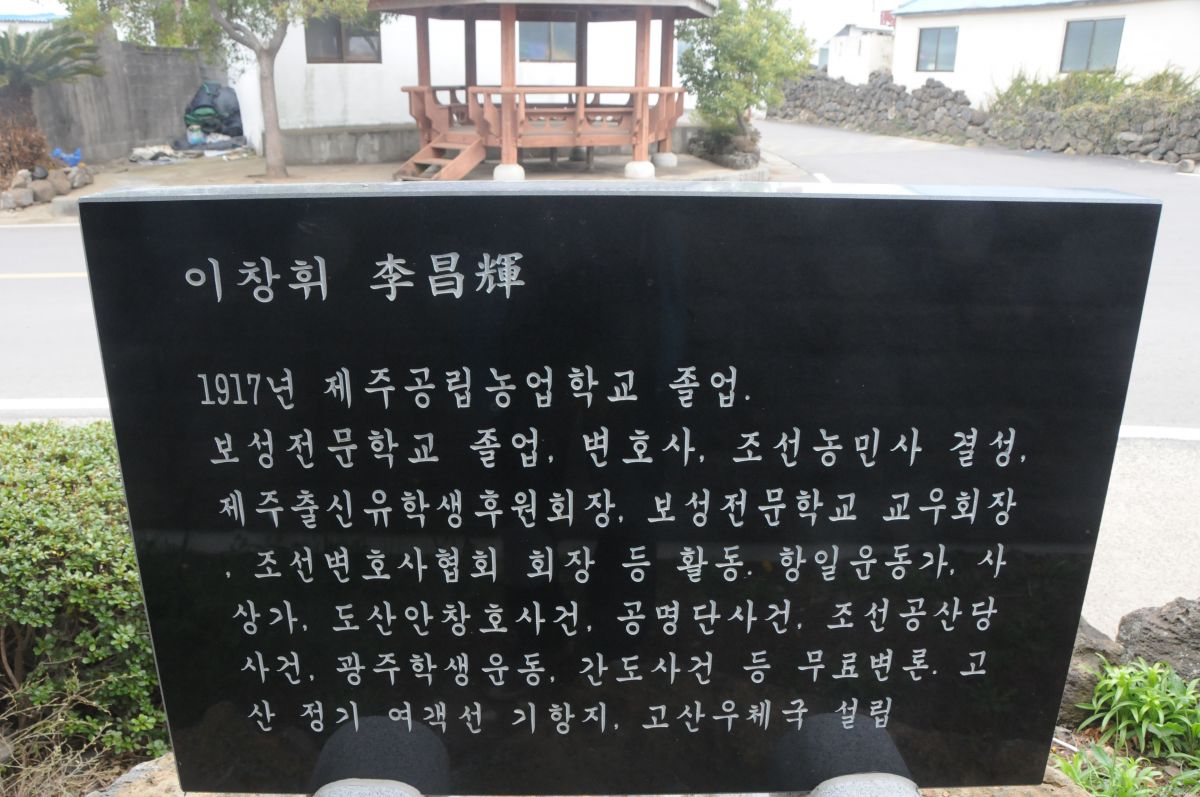 이창휘 李昌輝
1917년 제주공립농업학교 졸업.
보성전문학교 졸업, 변호사, 조선농민사 결성,
제주출신유학생후원회장, 보성전문학교 교우회장
, 조선변호사협회 회장 등 활동. 항일운동가, 사
상가, 도산안창호사건, 공명단사건, 조선공산당
사건, 광주학생운동, 간도사건 등 무료변론. 고
산 정기 여객선 기항지, 고산우체국 설립